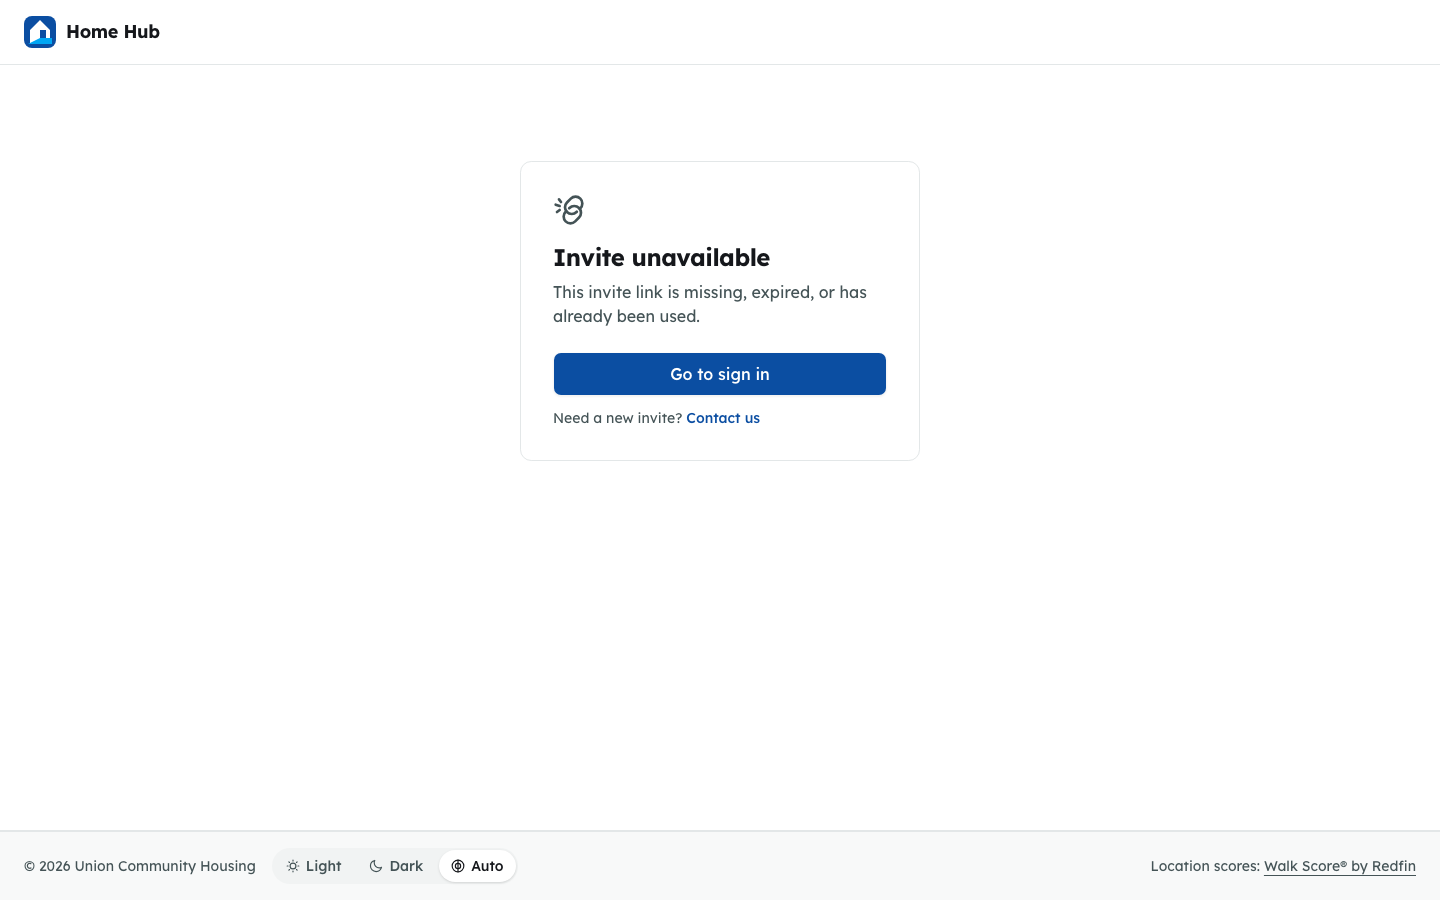 Home Hub
Invite unavailable
This invite link is missing, expired, or has
already been used.
Go to sign in
Need a new invite? Contact us
© 2026 Union Community Housing
Light
Dark
Auto
Location scores: Walk Score® by Redfin